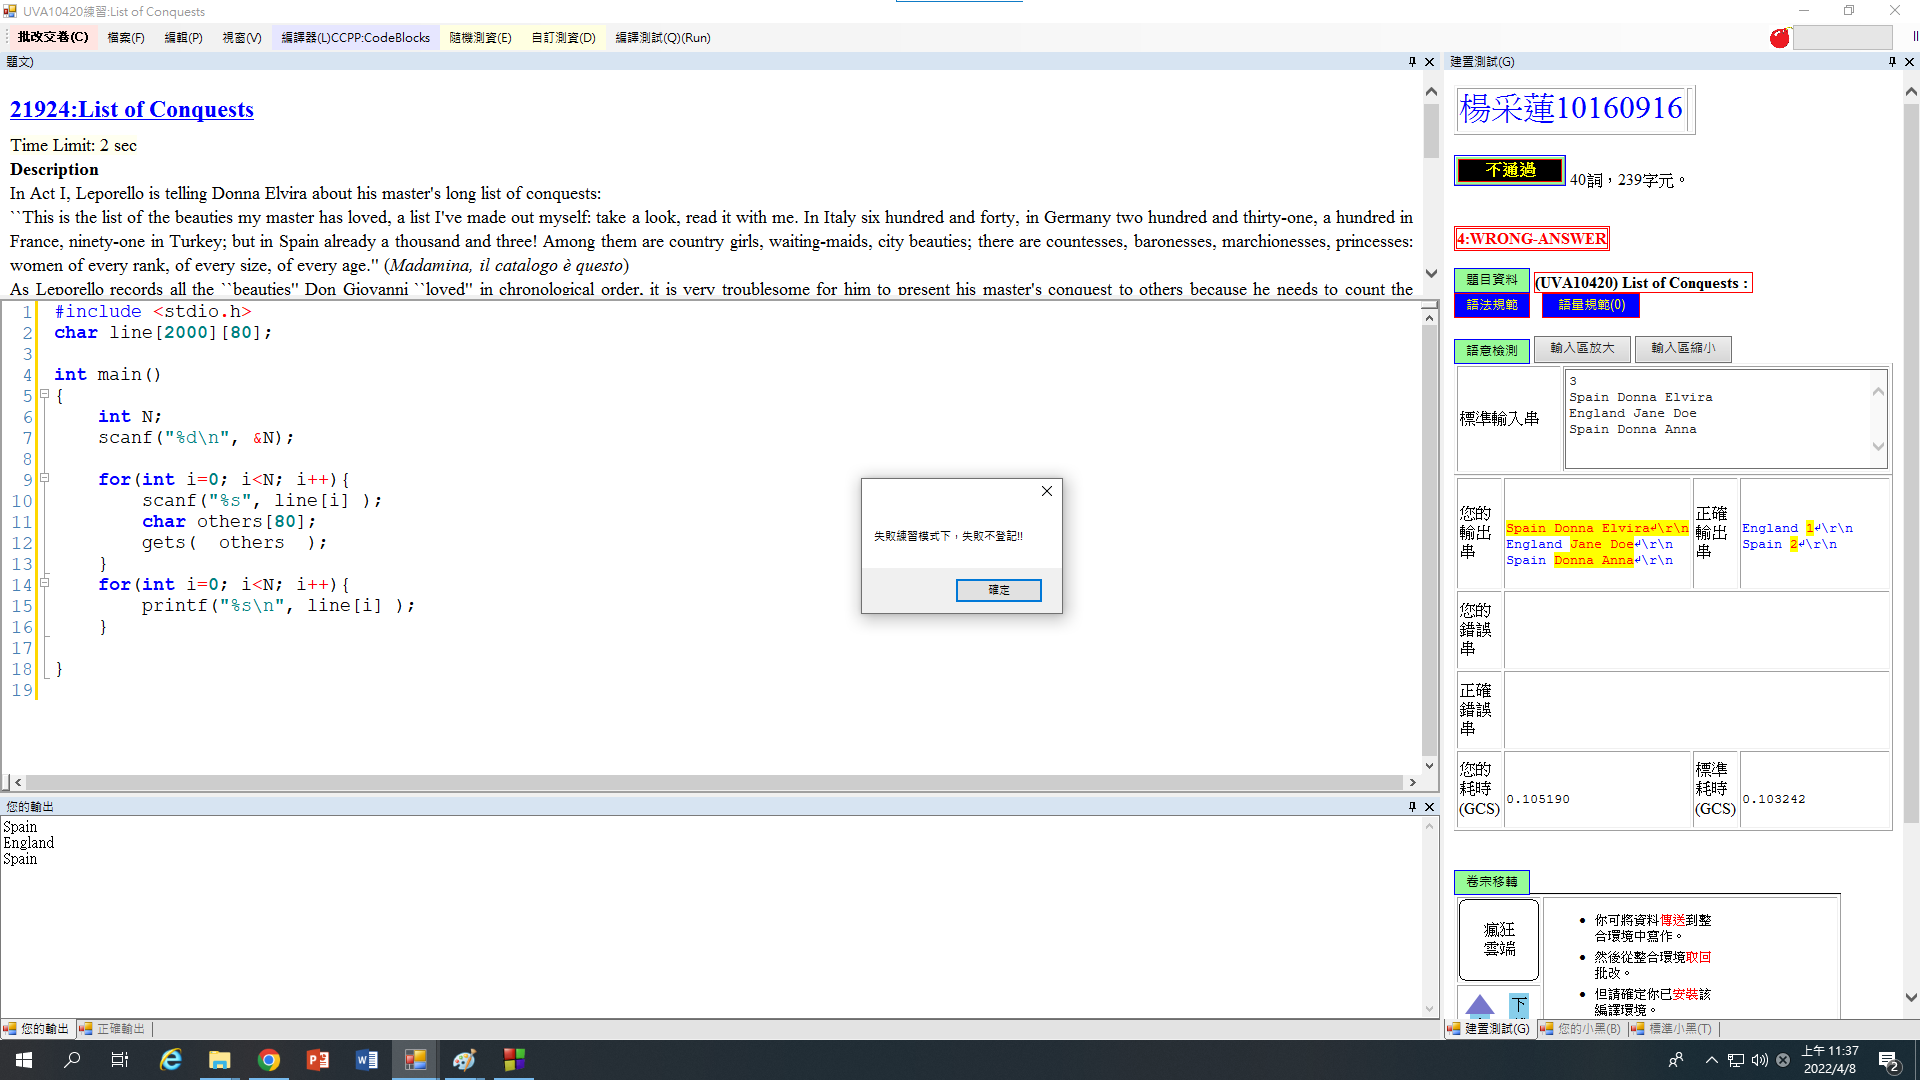 UVA10420練習:List of Conquests
批改交卷(C) 檔案(F) 編輯(P) 視窗(V) 編譯器(L)CCPP:CodeBlocks 隨機測資(E) 自訂測資(D) 編譯測試(Q)(Run)
題文)
21924:List of Conquests
Time Limit: 2 sec
Description
In Act I, Leporello is telling Donna Elvira about his master's long list of conquests:
``This is the list of the beauties my master has loved, a list I've made out myself: take a look, read it with me. In Italy six hundred and forty, in Germany two hundred and thirty-one, a hundred in
France, ninety-one in Turkey; but in Spain already a thousand and three! Among them are country girls, waiting-maids, city beauties; there are countesses, baronesses, marchionesses, princesses:
women of every rank, of every size, of every age.'' (Madamina, il catalogo è questo)
As Leporello records all the ``beauties'' Don Giovanni ``loved'' in chronological order, it is very troublesome for him to present his master's conquest to others because he needs to count the
1 #include <stdio.h>
2 char line[2000][80];
3
4 int main()
5 {
6 int N;
7 scanf("%d\n", &N);
8
9 for(int i=0; i<N; i++){
10 scanf("%s", line[i] );
11 char others[80];
12 gets(  others  );
13 }
14 for(int i=0; i<N; i++){
15 printf("%s\n", line[i] );
16 }
17
18 }
19
失敗練習模式下，失敗不登記!!
確定
您的輸出
Spain
England
Spain
您的輸出 正確輸出
建置測試(G)
楊采蓮10160916
不通過 40詞，239字元。
4:WRONG-ANSWER
題目資料 (UVA10420) List of Conquests :
語法規範 語量規範(0)
語意檢測 輸入區放大 輸入區縮小
標準輸入串
3
Spain Donna Elvira
England Jane Doe
Spain Donna Anna
您的輸出串
Spain Donna Elvira↲\r\n
England Jane Doe↲\r\n
Spain Donna Anna↲\r\n
正確輸出串
England 1↲\r\n
Spain 2↲\r\n
您的錯誤串
正確錯誤串
您的耗時(GCS) 0.105190 標準耗時(GCS) 0.103242
卷宗移轉
瘋狂雲端
下
• 你可將資料傳送到整
合環境中寫作。
• 然後從整合環境取回
批改。
• 但請確定你已安裝該
編譯環境。
建置測試(G) 您的小黑(B) 標準小黑(T)
上午 11:37
2022/4/8
2